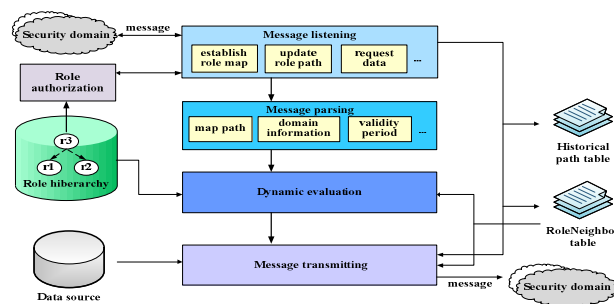 Security domain
message
Message listening
establish role map
update role path
request data
...
Role authorization
Message parsing
map path
domain information
validity period
...
r3
r1
r2
Role hiberarchy
Historical path table
Dynamic evaluation
RoleNeighbo
table
Data source
Message transmitting
message
Security domain